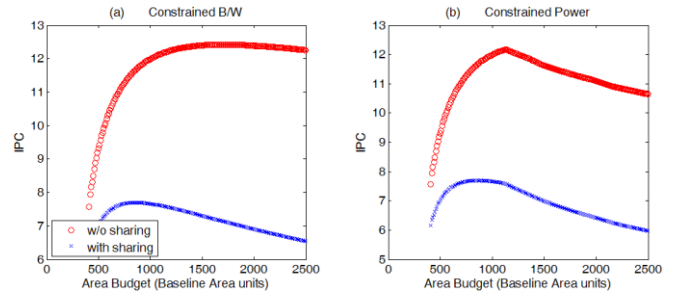 (a) Constrained B/W
13
12
11
10
9
8
7
6
IPC
0 500 1000 1500 2000 2500
Area Budget (Baseline Area units)
w/o sharing
with sharing
(b) Constrained Power
13
12
11
10
9
8
7
6
5
IPC
0 500 1000 1500 2000 2500
Area Budget (Baseline Area units)